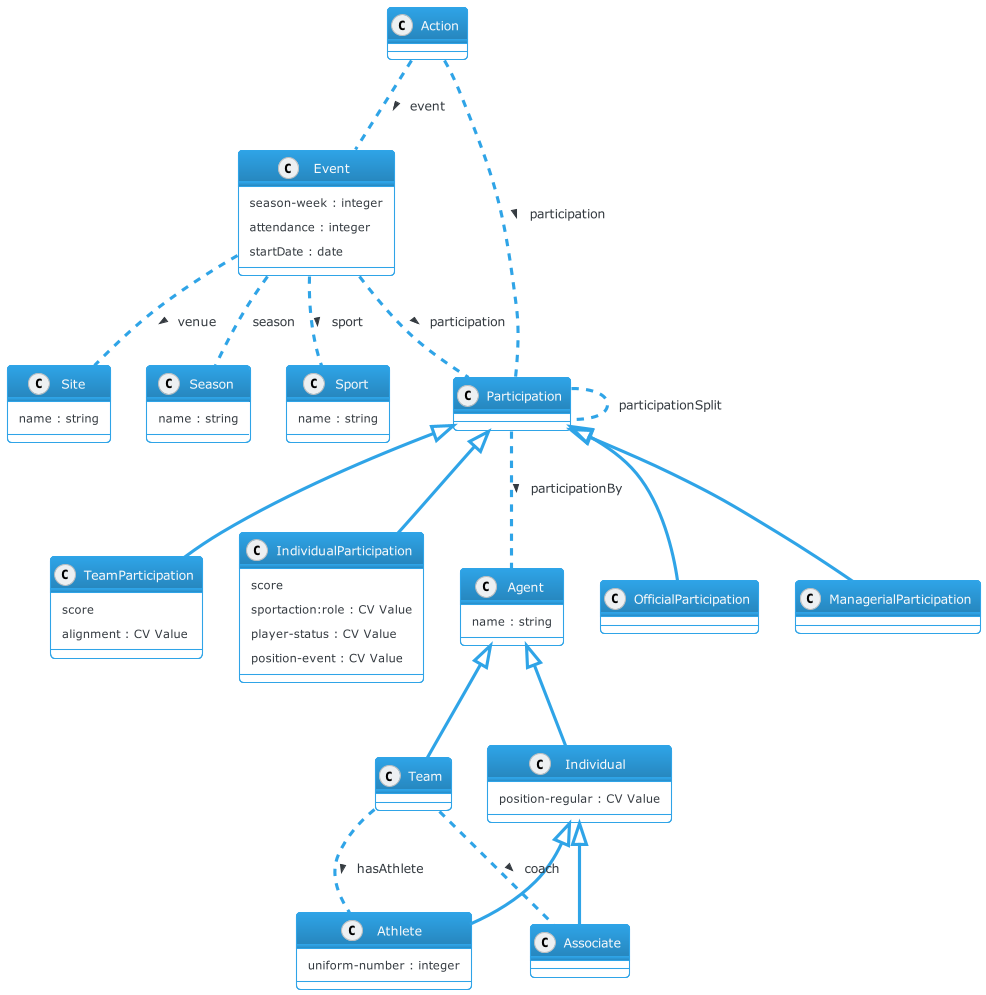 C Action
event
C Event
season-week : integer
attendance : integer
startDate : date
participation
venue
season
sport
participation
C Site
name : string
C Season
name : string
C Sport
name : string
C Participation
participationSplit
participationBy
C TeamParticipation
score
alignment : CV Value
C IndividualParticipation
score
sportaction:role : CV Value
player-status : CV Value
position-event : CV Value
C Agent
name : string
C OfficialParticipation
C ManagerialParticipation
C Team
C Individual
position-regular : CV Value
hasAthlete
coach
C Athlete
uniform-number : integer
C Associate